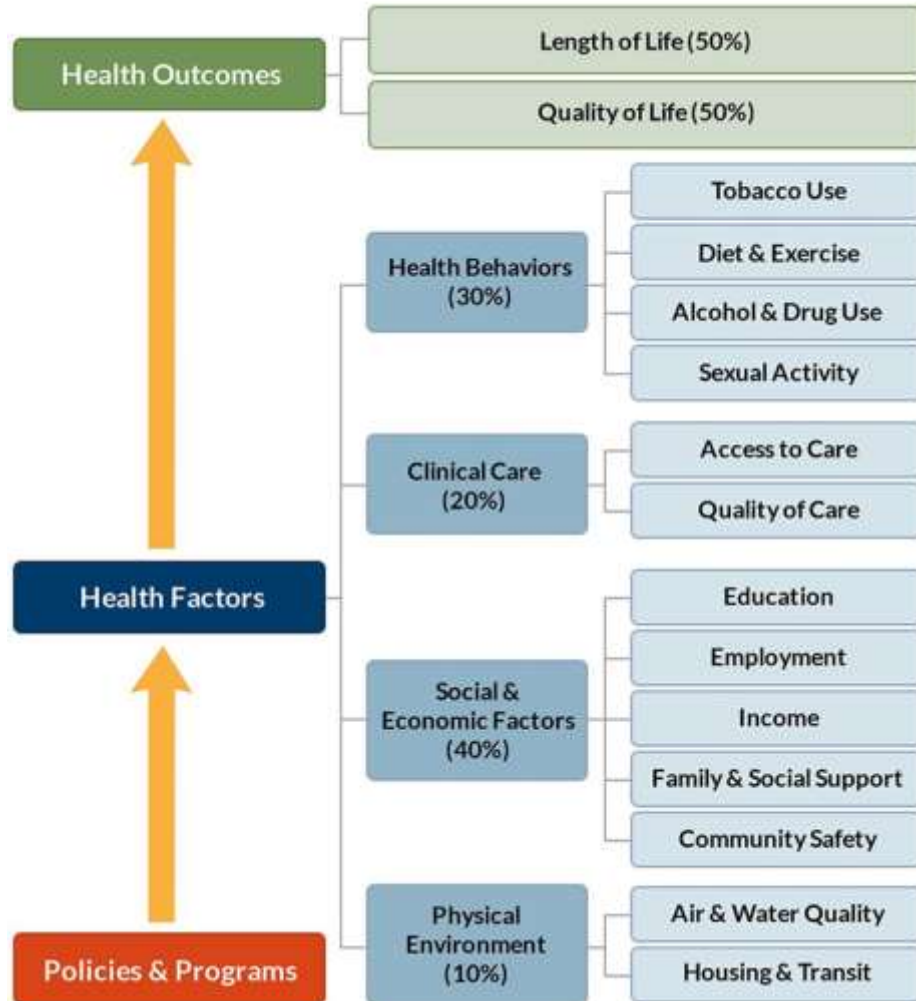 Health Outcomes
Length of Life (50%)
Quality of Life (50%)
Health Factors
Health Behaviors
(30%)
Tobacco Use
Diet & Exercise
Alcohol & Drug Use
Sexual Activity
Clinical Care
(20%)
Access to Care
Quality of Care
Social &
Economic Factors
(40%)
Education
Employment
Income
Family & Social Support
Community Safety
Physical
Environment
(10%)
Air & Water Quality
Housing & Transit
Policies & Programs